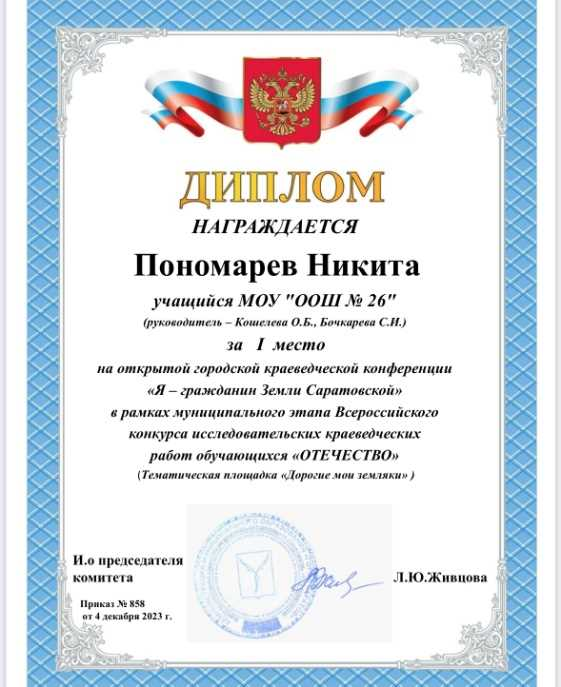 ДИПЛОМ
НАГРАЖДАЕТСЯ
Пономарев Никита
учащийся МОУ "ООШ № 26"
(руководитель – Кошелева О.Б., Бочкарева С.И.)
за I место
на открытой городской краеведческой конференции
«Я – гражданин Земли Саратовской»
в рамках муниципального этапа Всероссийского
конкурса исследовательских краеведческих
работ обучающихся «ОТЕЧЕСТВО»
(Тематическая площадка «Дорогие мои земляки» )
И.о председателя
комитета
Л.Ю.Живцова
Приказ № 858
от 4 декабря 2023 г.